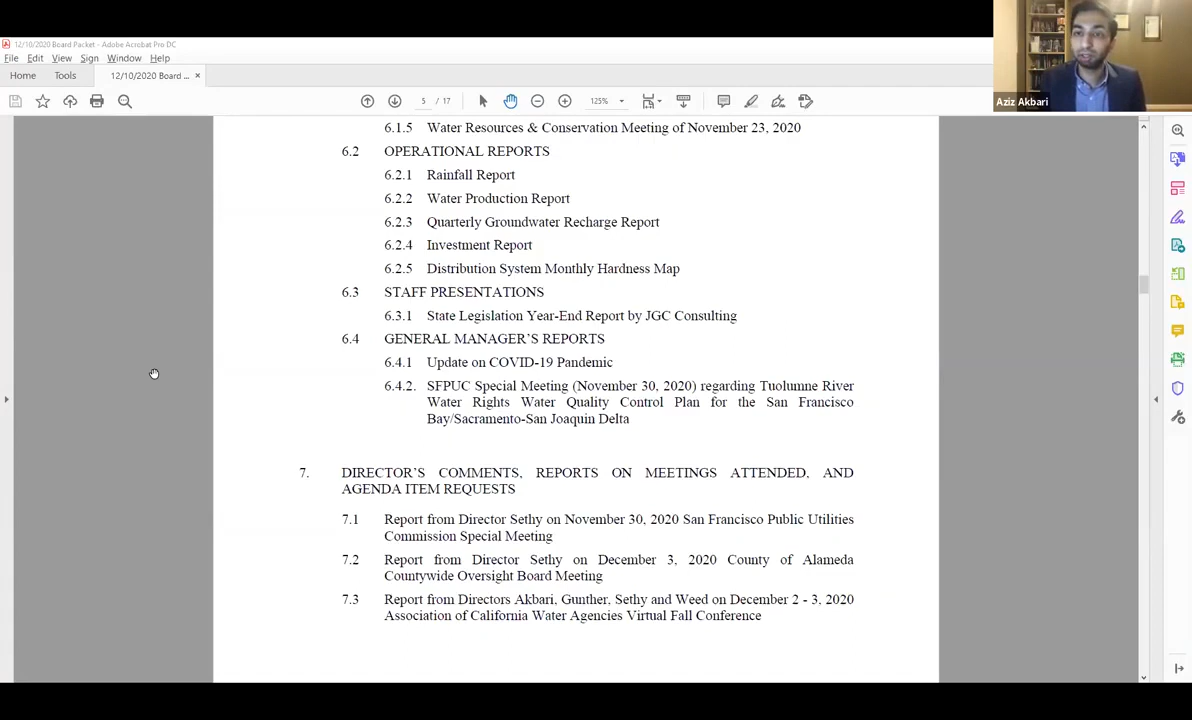 12/10/2020 Board Packet - Adobe Acrobat Pro DC
File Edit View Sign Window Help
Home Tools 12/10/2020 Board ... ×
5 / 17 125%
Aziz Akbari
6.1.5 Water Resources & Conservation Meeting of November 23, 2020
6.2 OPERATIONAL REPORTS
6.2.1 Rainfall Report
6.2.2 Water Production Report
6.2.3 Quarterly Groundwater Recharge Report
6.2.4 Investment Report
6.2.5 Distribution System Monthly Hardness Map
6.3 STAFF PRESENTATIONS
6.3.1 State Legislation Year-End Report by JGC Consulting
6.4 GENERAL MANAGER'S REPORTS
6.4.1 Update on COVID-19 Pandemic
6.4.2. SFPUC Special Meeting (November 30, 2020) regarding Tuolumne River
Water Rights Water Quality Control Plan for the San Francisco
Bay/Sacramento-San Joaquin Delta
7. DIRECTOR'S COMMENTS, REPORTS ON MEETINGS ATTENDED, AND
AGENDA ITEM REQUESTS
7.1 Report from Director Sethy on November 30, 2020 San Francisco Public Utilities
Commission Special Meeting
7.2 Report from Director Sethy on December 3, 2020 County of Alameda
Countywide Oversight Board Meeting
7.3 Report from Directors Akbari, Gunther, Sethy and Weed on December 2 - 3, 2020
Association of California Water Agencies Virtual Fall Conference